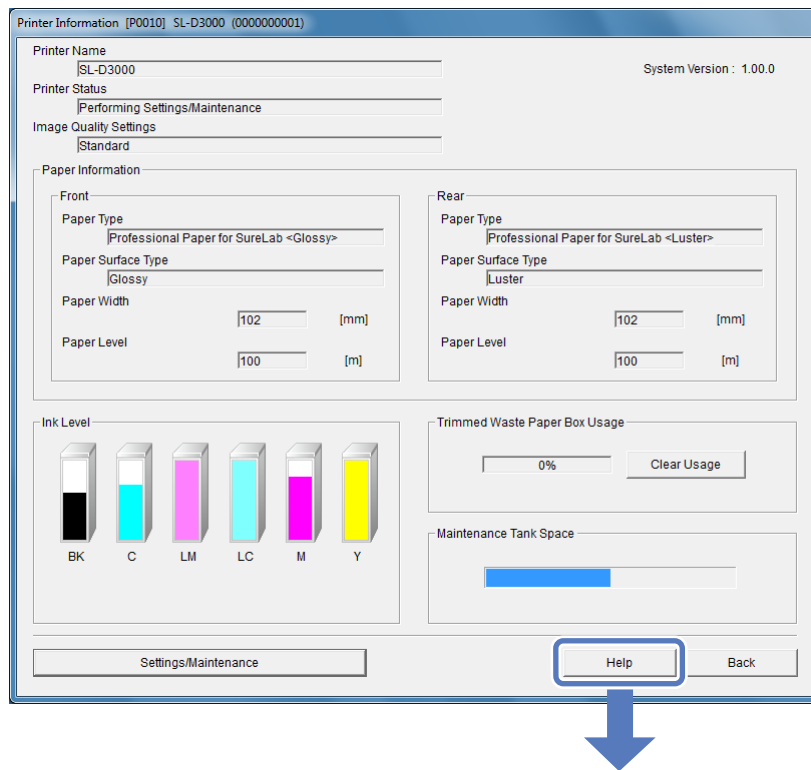 Printer Information [P0010] SL-D3000 (0000000001)
Printer Name
SL-D3000
System Version : 1.00.0
Printer Status
Performing Settings/Maintenance
Image Quality Settings
Standard
Paper Information
Front
Paper Type
Professional Paper for SureLab <Glossy>
Paper Surface Type
Glossy
Paper Width
102 [mm]
Paper Level
100 [m]
Rear
Paper Type
Professional Paper for SureLab <Luster>
Paper Surface Type
Luster
Paper Width
102 [mm]
Paper Level
100 [m]
Ink Level
BK C LM LC M Y
Trimmed Waste Paper Box Usage
0% Clear Usage
Maintenance Tank Space
Settings/Maintenance Help Back